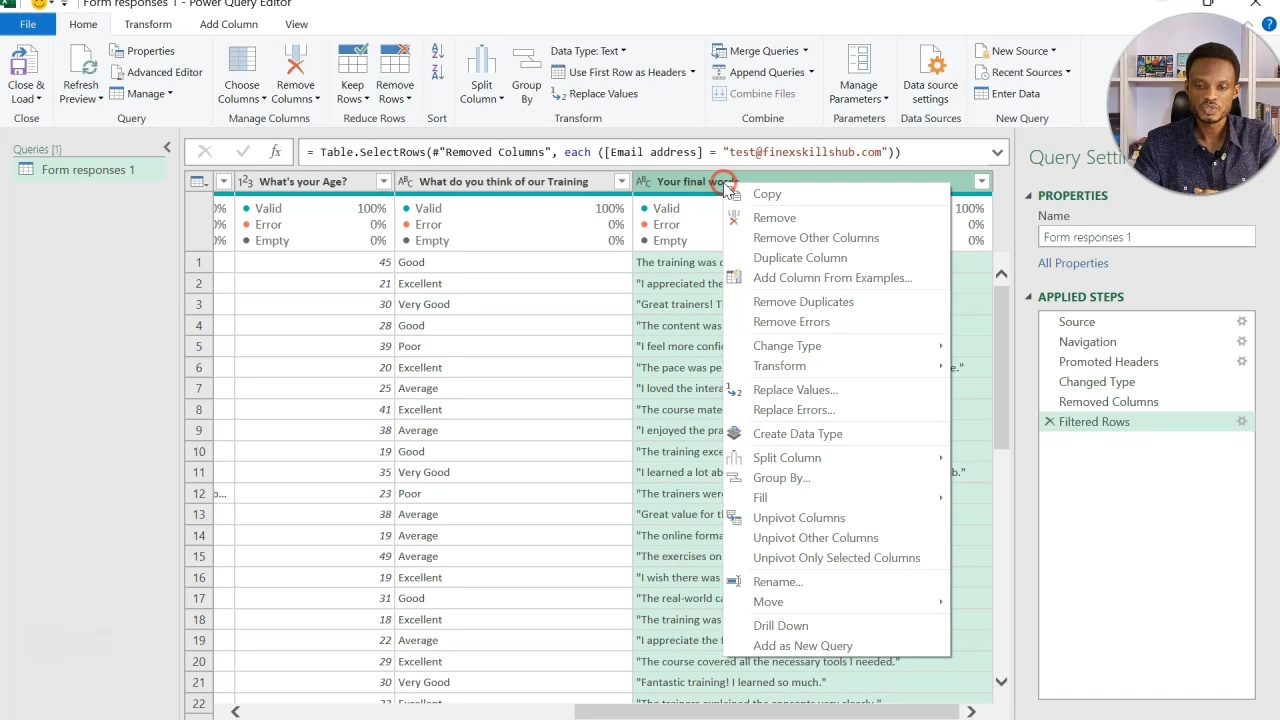 Form responses 1 - Power Query Editor
File
Home
Transform
Add Column
View
Close &
Load
Close
Refresh
Preview
Properties
Advanced Editor
Manage
Query
Choose
Columns
Remove
Columns
Manage Columns
Keep
Rows
Remove
Rows
Reduce Rows
Sort
Split
Column
Group
By
Data Type: Text
Use First Row as Headers
Replace Values
Transform
Merge Queries
Append Queries
Combine Files
Combine
Manage
Parameters
Parameters
Data source
settings
Data Sources
New Source
Recent Sources
Enter Data
New Query
Queries [1]
Form responses 1
fx = Table.SelectRows(#"Removed Columns", each ([Email address] = "test@finexskillshub.com"))
What's your Age? What do you think of our Training Your final
0% Valid 100% Valid 100% Valid 100%
0% Error 0% Error 0% Error 0%
0% Empty 0% Empty 0% Empty 0%
1 45 Good The training was
2 21 Excellent "I appreciated the
3 30 Very Good "Great trainers!
4 28 Good "The content was
5 39 Poor "I feel more
6 20 Excellent "The pace was e."
7 25 Average "I loved the
8 41 Excellent "The course
9 38 Average "I enjoyed the
10 19 Good "The training
11 35 Very Good "I learned a lot b."
12 23 Poor "The trainers
13 38 Average "Great value for
14 19 Average "The online
15 49 Average "The exercises on
16 19 Excellent "I wish there was
17 31 Good "The real-world
18 18 Excellent "The training was
19 22 Average "I appreciate the
20 29 Excellent "The course covered all the necessary tools I needed."
21 30 Very Good "Fantastic training! I learned so much."
22 Excellent "The trainers explained the concepts very clearly."
Copy
Remove
Remove Other Columns
Duplicate Column
Add Column From Examples...
Remove Duplicates
Remove Errors
Change Type
Transform
Replace Values...
Replace Errors...
Create Data Type
Split Column
Group By...
Fill
Unpivot Columns
Unpivot Other Columns
Unpivot Only Selected Columns
Rename...
Move
Drill Down
Add as New Query
Query
PROPERTIES
Name
Form responses 1
All Properties
APPLIED STEPS
Source
Navigation
Promoted Headers
Changed Type
Removed Columns
Filtered Rows